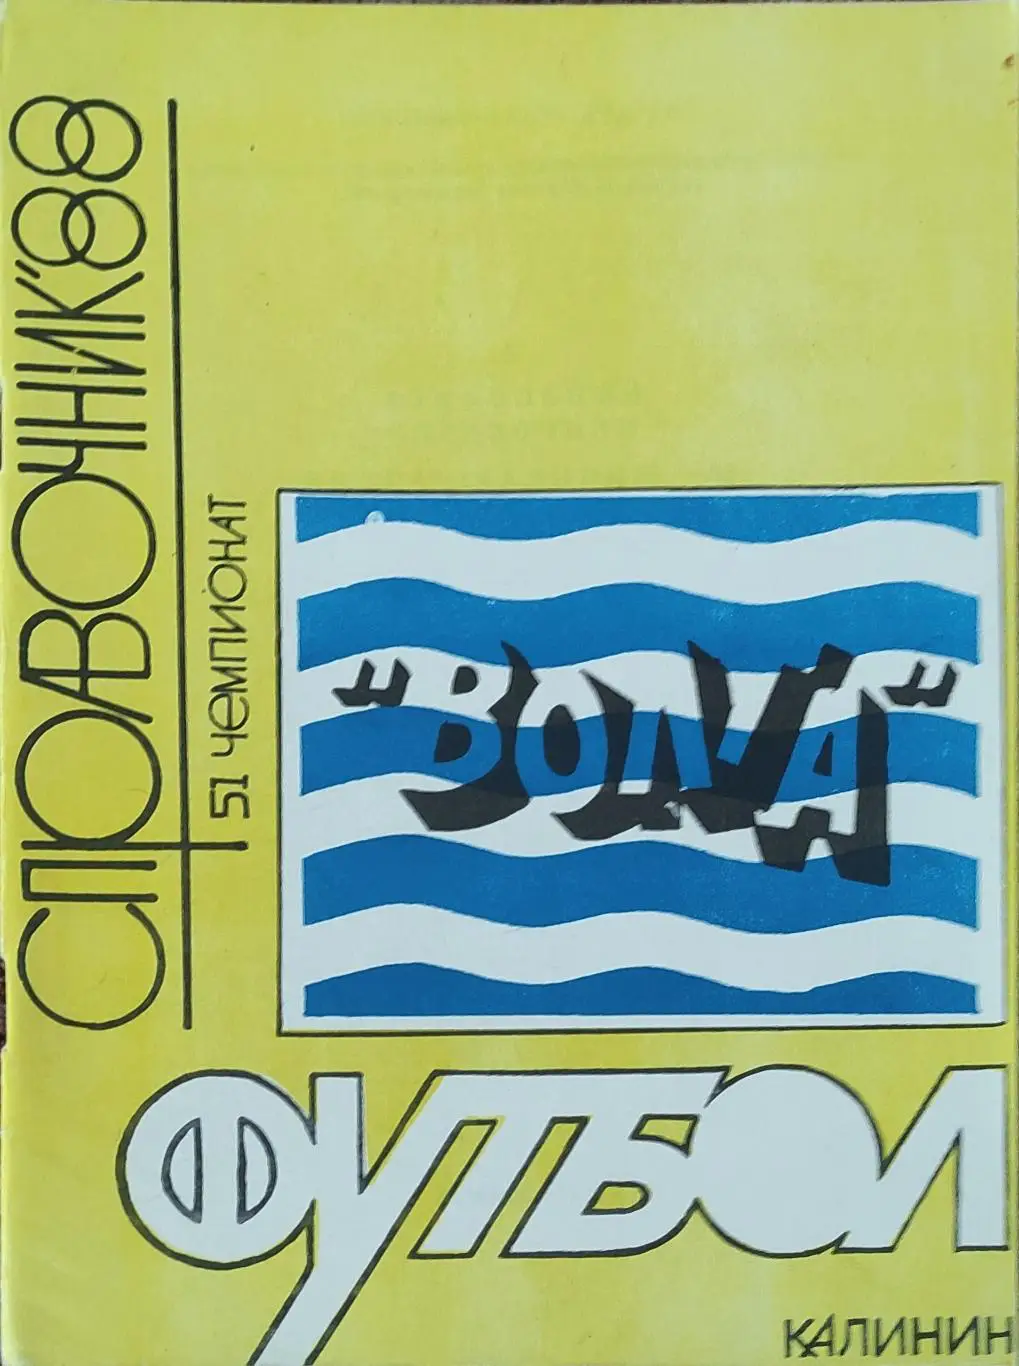 СПРАВОЧНИК"88
51 ЧЕМПИОНАТ
"ВОЛГА"
ФУТБОЛ
КАЛИНИН